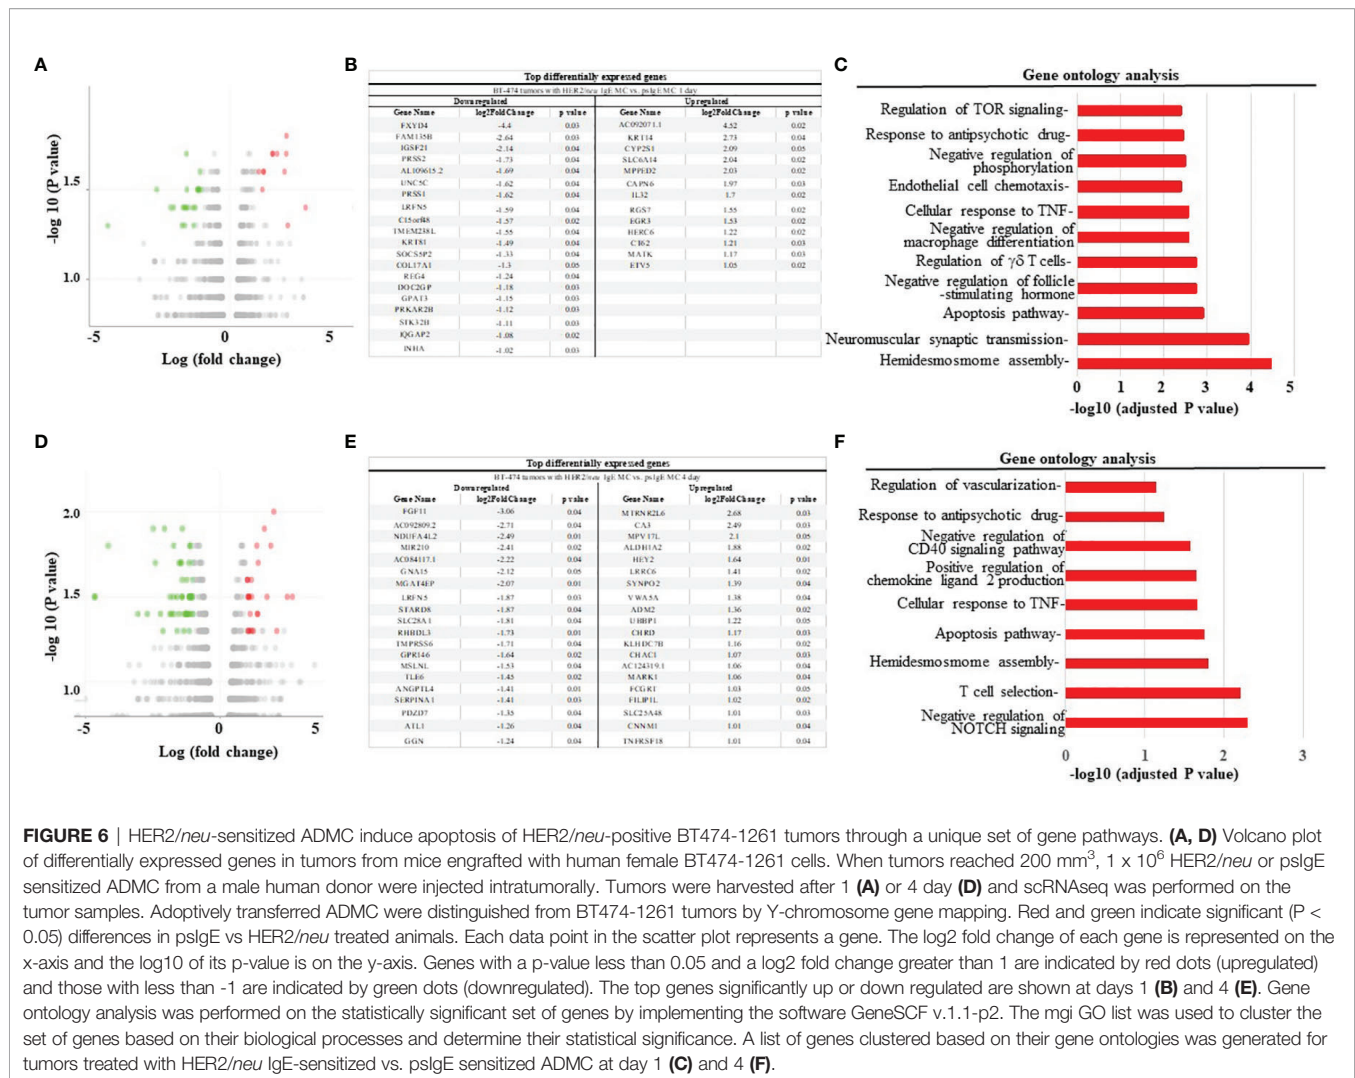 A
-log 10 (P value)
1.5
1.0
-5
0
5
Log (fold change)
B
Top differentially expressed genes
BT-474 tumors with HER2/neu IgE MC vs. psIgE MC 1 day
Downregulated
Upregulated
Gene Name log2Fold Change p value Gene Name log2Fold Change p value
FXYD4 -4.4 0.03 AC092071.1 4.52 0.02
FAM135B -2.64 0.03 KRT14 2.73 0.04
IGSF21 -2.14 0.04 CYP2S1 2.09 0.05
PRSS2 -1.73 0.04 SLC6A14 2.04 0.02
AL109615.2 -1.69 0.04 MPPED2 2.03 0.02
UNC5C -1.62 0.04 CAPN6 1.97 0.03
PRSS1 -1.62 0.04 IL32 1.7 0.02
LRFN5 -1.59 0.04 RGS7 1.55 0.02
C15orf48 -1.57 0.02 EGR3 1.53 0.02
TMEM238L -1.55 0.04 HERC6 1.22 0.02
KRT81 -1.49 0.04 CT62 1.21 0.03
SOCS5P2 -1.33 0.04 MATK 1.17 0.03
COL17A1 -1.3 0.05 ETV5 1.05 0.02
REG4 -1.24 0.04
DOC2GP -1.18 0.03
GPAT3 -1.15 0.03
PRKAR2B -1.12 0.03
STK32B -1.11 0.03
IQGAP2 -1.08 0.02
INHA -1.02 0.03
C
Gene ontology analysis
Regulation of TOR signaling-
Response to antipsychotic drug-
Negative regulation of
phosphorylation
Endothelial cell chemotaxis-
Cellular response to TNF-
Negative regulation of
macrophage differentiation-
Regulation of γδ T cells-
Negative regulation of follicle
-stimulating hormone
Apoptosis pathway-
Neuromuscular synaptic transmission-
Hemidesmosmome assembly-
0 1 2 3 4 5
-log10 (adjusted P value)
D
-log 10 (P value)
2.0
1.5
1.0
-5
0
5
Log (fold change)
E
Top differentially expressed genes
BT-474 tumors with HER2/neu IgE MC vs. psIgE MC 4 day
Downregulated
Upregulated
Gene Name log2Fold Change p value Gene Name log2Fold Change p value
FGF11 -3.06 0.04 MTRNR2L6 2.68 0.03
AC092809.2 -2.71 0.04 CA3 2.49 0.03
NDUFA4L2 -2.49 0.01 MPV17L 2.1 0.05
MIR210 -2.41 0.02 ALDH1A2 1.88 0.02
AC084117.1 -2.22 0.04 HEY2 1.64 0.01
GNA15 -2.12 0.05 LRRC6 1.41 0.02
MGAT4EP -2.07 0.01 SYNPO2 1.39 0.04
LRFN5 -1.87 0.03 VWA5A 1.38 0.04
STARD8 -1.87 0.04 ADM2 1.36 0.02
SLC28A1 -1.81 0.04 UBBP1 1.22 0.05
RHBDL3 -1.73 0.01 CHRD 1.17 0.03
TMPRSS6 -1.71 0.04 KLHDC7B 1.16 0.02
GPR146 -1.64 0.02 CHAC1 1.07 0.03
MSLNL -1.53 0.04 AC124319.1 1.06 0.04
TLE6 -1.45 0.02 MARK1 1.06 0.04
ANGPTL4 -1.41 0.01 FCGRT 1.03 0.05
SERPINA1 -1.41 0.03 FILIP1L 1.02 0.02
PDZD7 -1.35 0.04 SLC25A48 1.01 0.03
ATL1 -1.26 0.04 CNNM1 1.01 0.04
GGN -1.24 0.04 TNFRSF18 1.01 0.04
F
Gene ontology analysis
Regulation of vascularization-
Response to antipsychotic drug-
Negative regulation of
CD40 signaling pathway
Positive regulation of
chemokine ligand 2 production
Cellular response to TNF-
Apoptosis pathway-
Hemidesmosmome assembly-
T cell selection-
Negative regulation of
NOTCH signaling
0 1 2 3
-log10 (adjusted P value)
FIGURE 6 | HER2/neu-sensitized ADMC induce apoptosis of HER2/neu-positive BT474-1261 tumors through a unique set of gene pathways. (A, D) Volcano plot
of differentially expressed genes in tumors from mice engrafted with human female BT474-1261 cells. When tumors reached 200 mm³, 1 x 10⁶ HER2/neu or psIgE
sensitized ADMC from a male human donor were injected intratumorally. Tumors were harvested after 1 (A) or 4 day (D) and scRNAseq was performed on the
tumor samples. Adoptively transferred ADMC were distinguished from BT474-1261 tumors by Y-chromosome gene mapping. Red and green indicate significant (P <
0.05) differences in psIgE vs HER2/neu treated animals. Each data point in the scatter plot represents a gene. The log2 fold change of each gene is represented on the
x-axis and the log10 of its p-value is on the y-axis. Genes with a p-value less than 0.05 and a log2 fold change greater than 1 are indicated by red dots (upregulated)
and those with less than -1 are indicated by green dots (downregulated). The top genes significantly up or down regulated are shown at days 1 (B) and 4 (E). Gene
ontology analysis was performed on the statistically significant set of genes by implementing the software GeneSCF v.1.1-p2. The mgi GO list was used to cluster the
set of genes based on their biological processes and determine their statistical significance. A list of genes clustered based on their gene ontologies was generated for
tumors treated with HER2/neu IgE-sensitized vs. psIgE sensitized ADMC at day 1 (C) and 4 (F).